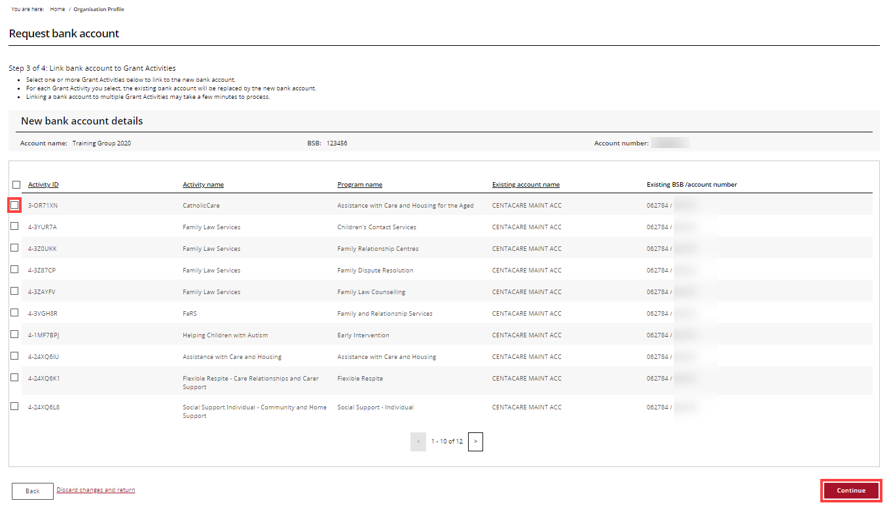 You are here: Home / Organisation Profile
Request bank account
Step 3 of 4: Link bank account to Grant Activities
• Select one or more Grant Activities below to link to the new bank account.
• For each Grant Activity you select, the existing bank account will be replaced by the new bank account.
• Linking a bank account to multiple Grant Activities may take a few minutes to process.
New bank account details
Account name: Training Group 2020 BSB: 123456 Account number:
Activity ID Activity name Program name Existing account name Existing BSB /account number
3-OR71XN CatholicCare Assistance with Care and Housing for the Aged CENTACARE MAINT ACC 062784 /
4-3YUR7A Family Law Services Children's Contact Services CENTACARE MAINT ACC 062784 /
4-3Z0UKK Family Law Services Family Relationship Centres CENTACARE MAINT ACC 062784 /
4-3Z87CP Family Law Services Family Dispute Resolution CENTACARE MAINT ACC 062784 /
4-3ZAYFV Family Law Services Family Law Counselling CENTACARE MAINT ACC 062784 /
4-3VGH8R FaRS Family and Relationship Services CENTACARE MAINT ACC 062784 /
4-1MF7BPJ Helping Children with Autism Early Intervention CENTACARE MAINT ACC 062784 /
4-24XQ6IU Assistance with Care and Housing Assistance with Care and Housing CENTACARE MAINT ACC 062784 /
4-24XQ6K1 Flexible Respite - Care Relationships and Carer Flexible Respite CENTACARE MAINT ACC 062784 /
Support
4-24XQ6L8 Social Support Individual - Community and Home Social Support - Individual CENTACARE MAINT ACC 062784 /
Support
< 1 - 10 of 12 >
Back Discard changes and return Continue